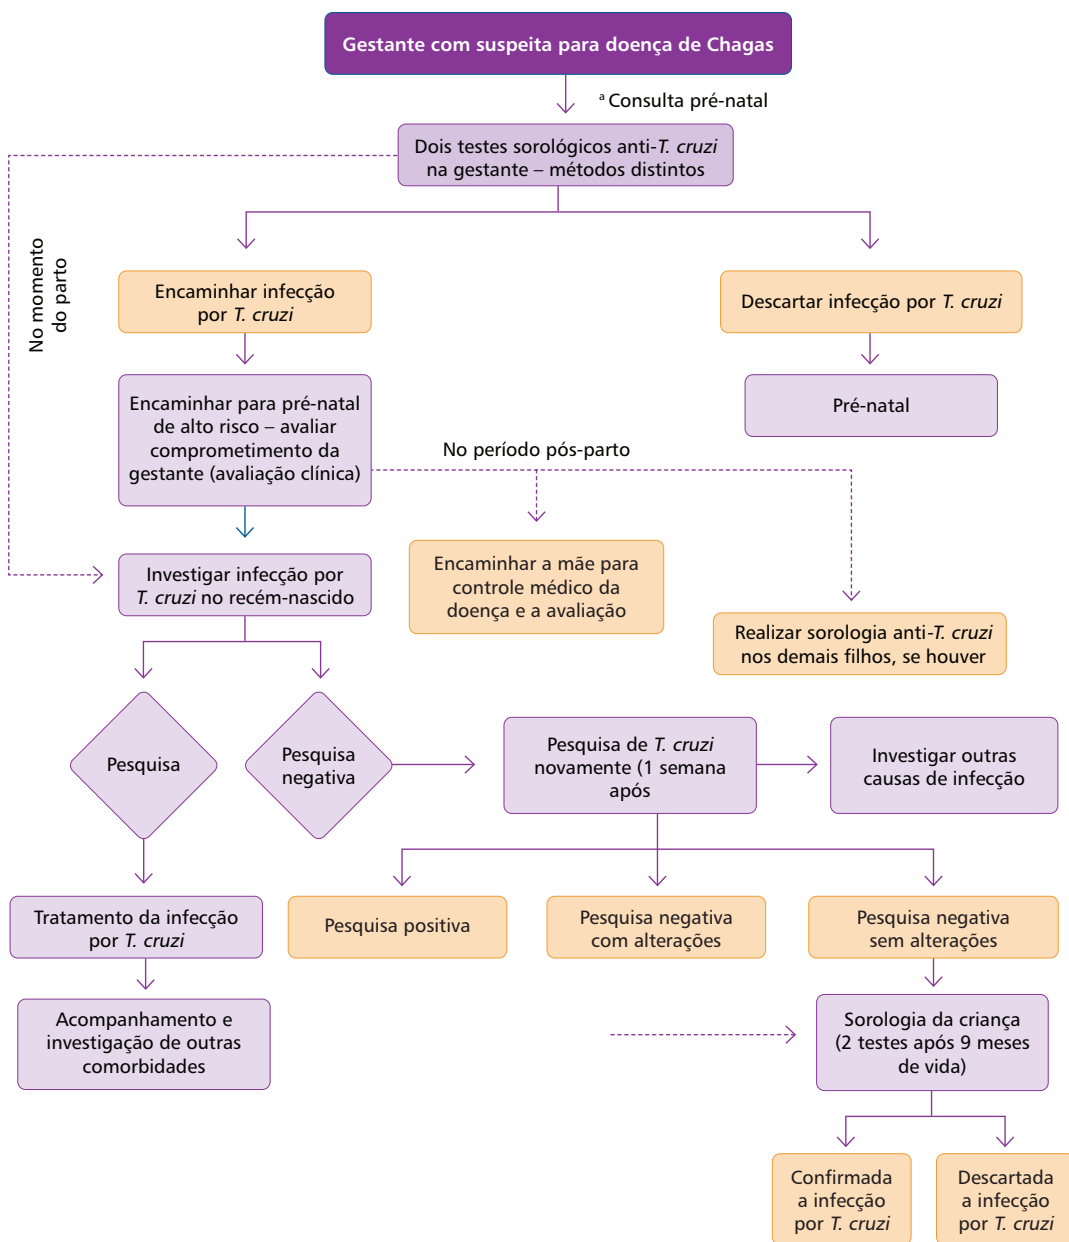 Gestante com suspeita para doença de Chagas
ª Consulta pré-natal
Dois testes sorológicos anti-T. cruzi
na gestante – métodos distintos
No momento
do parto
Encaminhar infecção
por T. cruzi
Descartar infecção por T. cruzi
Encaminhar para pré-natal
de alto risco – avaliar
comprometimento da
gestante (avaliação clínica)
Pré-natal
No período pós-parto
Encaminhar a mãe para
controle médico da
doença e a avaliação
Investigar infecção por
T. cruzi no recém-nascido
Realizar sorologia anti-T. cruzi
nos demais filhos, se houver
Pesquisa
Pesquisa
negativa
Pesquisa de T. cruzi
novamente (1 semana
após
Investigar outras
causas de infecção
Tratamento da infecção
por T. cruzi
Pesquisa positiva
Pesquisa negativa
com alterações
Pesquisa negativa
sem alterações
Acompanhamento e
investigação de outras
comorbidades
Sorologia da criança
(2 testes após 9 meses
de vida)
Confirmada
a infecção
por T. cruzi
Descartada
a infecção
por T. cruzi